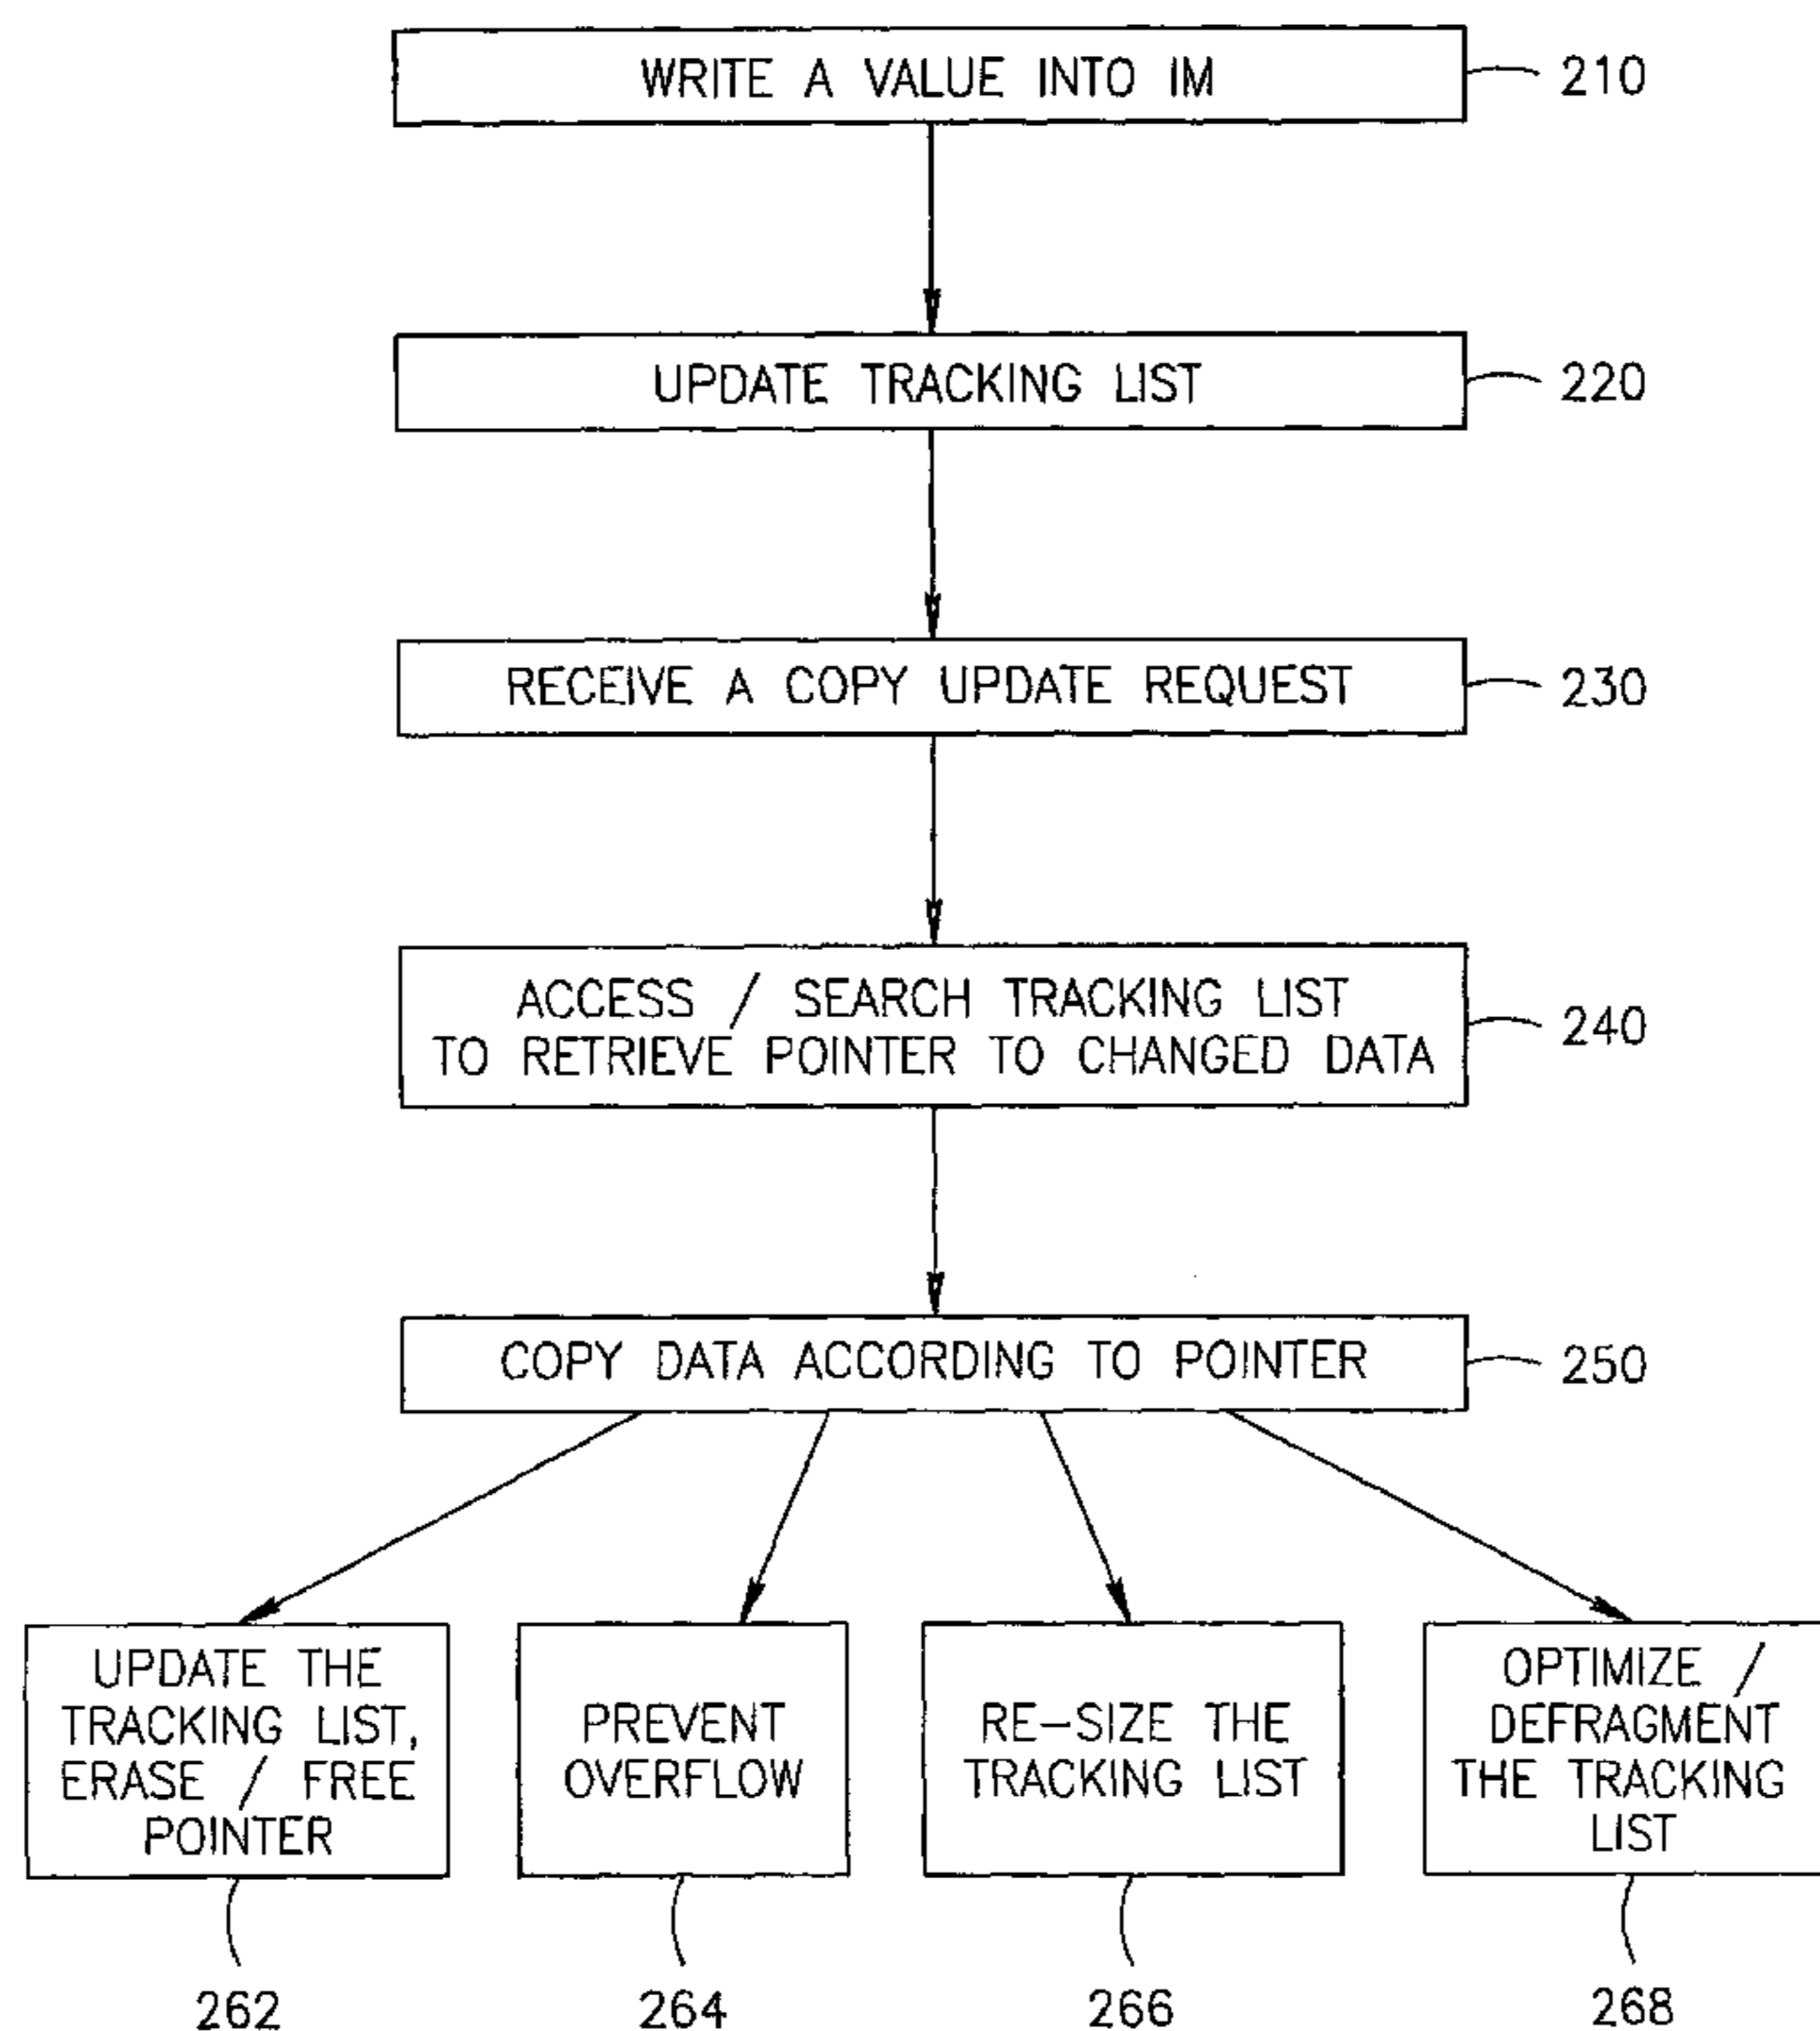 WRITE A VALUE INTO IM
210
UPDATE TRACKING LIST
220
RECEIVE A COPY UPDATE REQUEST
230
ACCESS / SEARCH TRACKING LIST
TO RETRIEVE POINTER TO CHANGED DATA
240
COPY DATA ACCORDING TO POINTER
250
UPDATE THE
TRACKING LIST,
ERASE / FREE
POINTER
262
PREVENT
OVERFLOW
264
RE-SIZE THE
TRACKING LIST
266
OPTIMIZE /
DEFRAGMENT
THE TRACKING
LIST
268